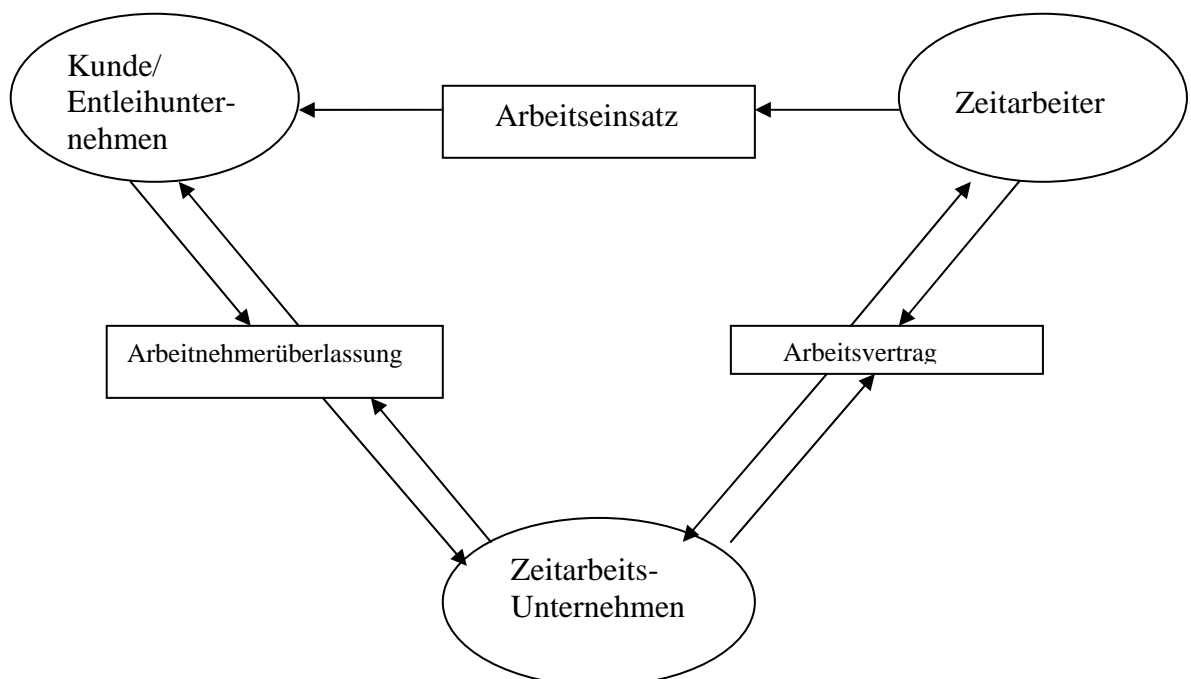 Kunde/
Entleihunter-
nehmen
Arbeitseinsatz
Zeitarbeiter
Arbeitnehmerüberlassung
Arbeitsvertrag
Zeitarbeits-
Unternehmen